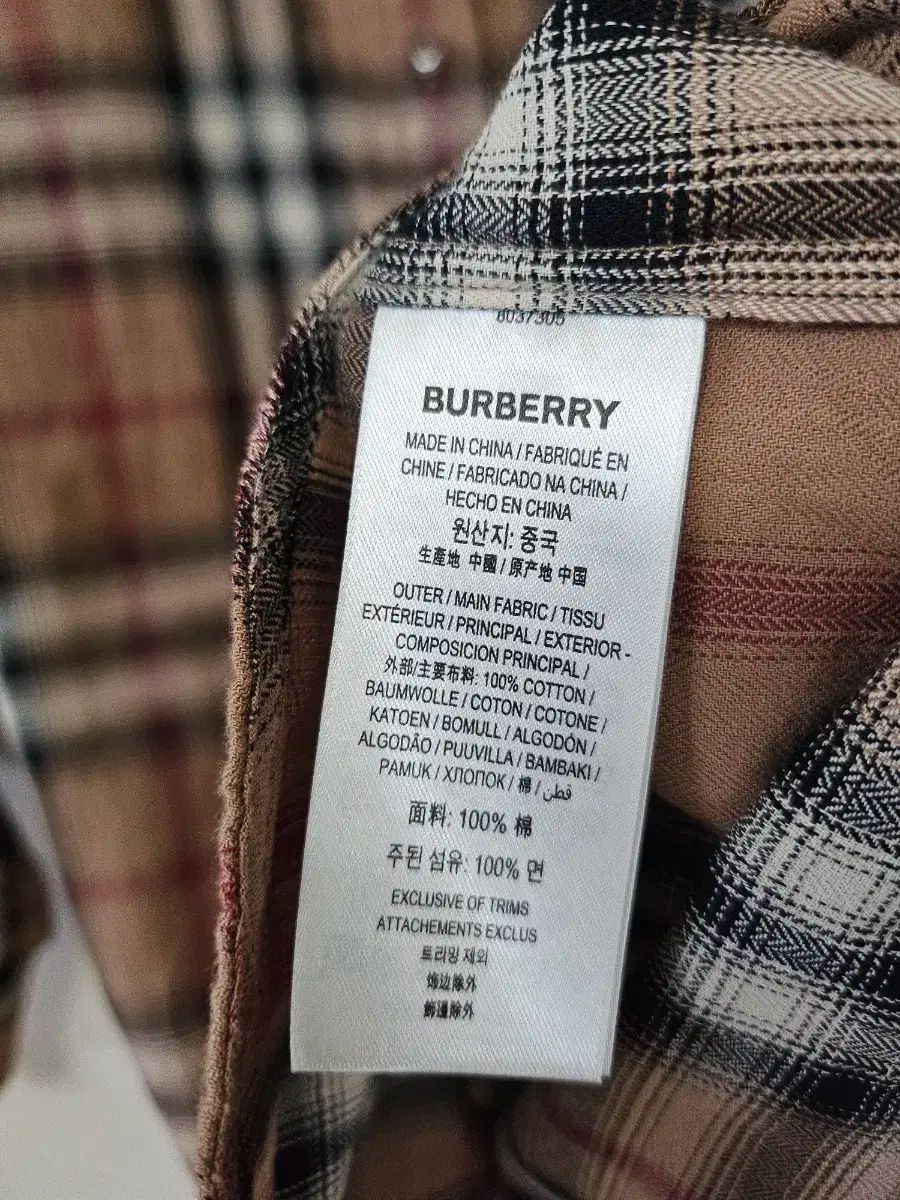 8037305
BURBERRY
MADE IN CHINA / FABRIQUÉ EN
CHINE / FABRICADO NA CHINA /
HECHO EN CHINA
원산지: 중국
生產地 中國 / 原产地 中国
OUTER / MAIN FABRIC / TISSU
EXTÉRIEUR / PRINCIPAL / EXTERIOR -
COMPOSICION PRINCIPAL /
外部/主要布料: 100% COTTON /
BAUMWOLLE / COTON / COTONE /
KATOEN / BOMULL / ALGODÓN /
ALGODÃO / PUUVILLA / BAMBAKI /
PAMUK / ХЛОПОК / 棉 / قطن
面料: 100% 棉
주된 섬유: 100% 면
EXCLUSIVE OF TRIMS
ATTACHEMENTS EXCLUS
트리밍 제외
饰边除外
飾邊除外